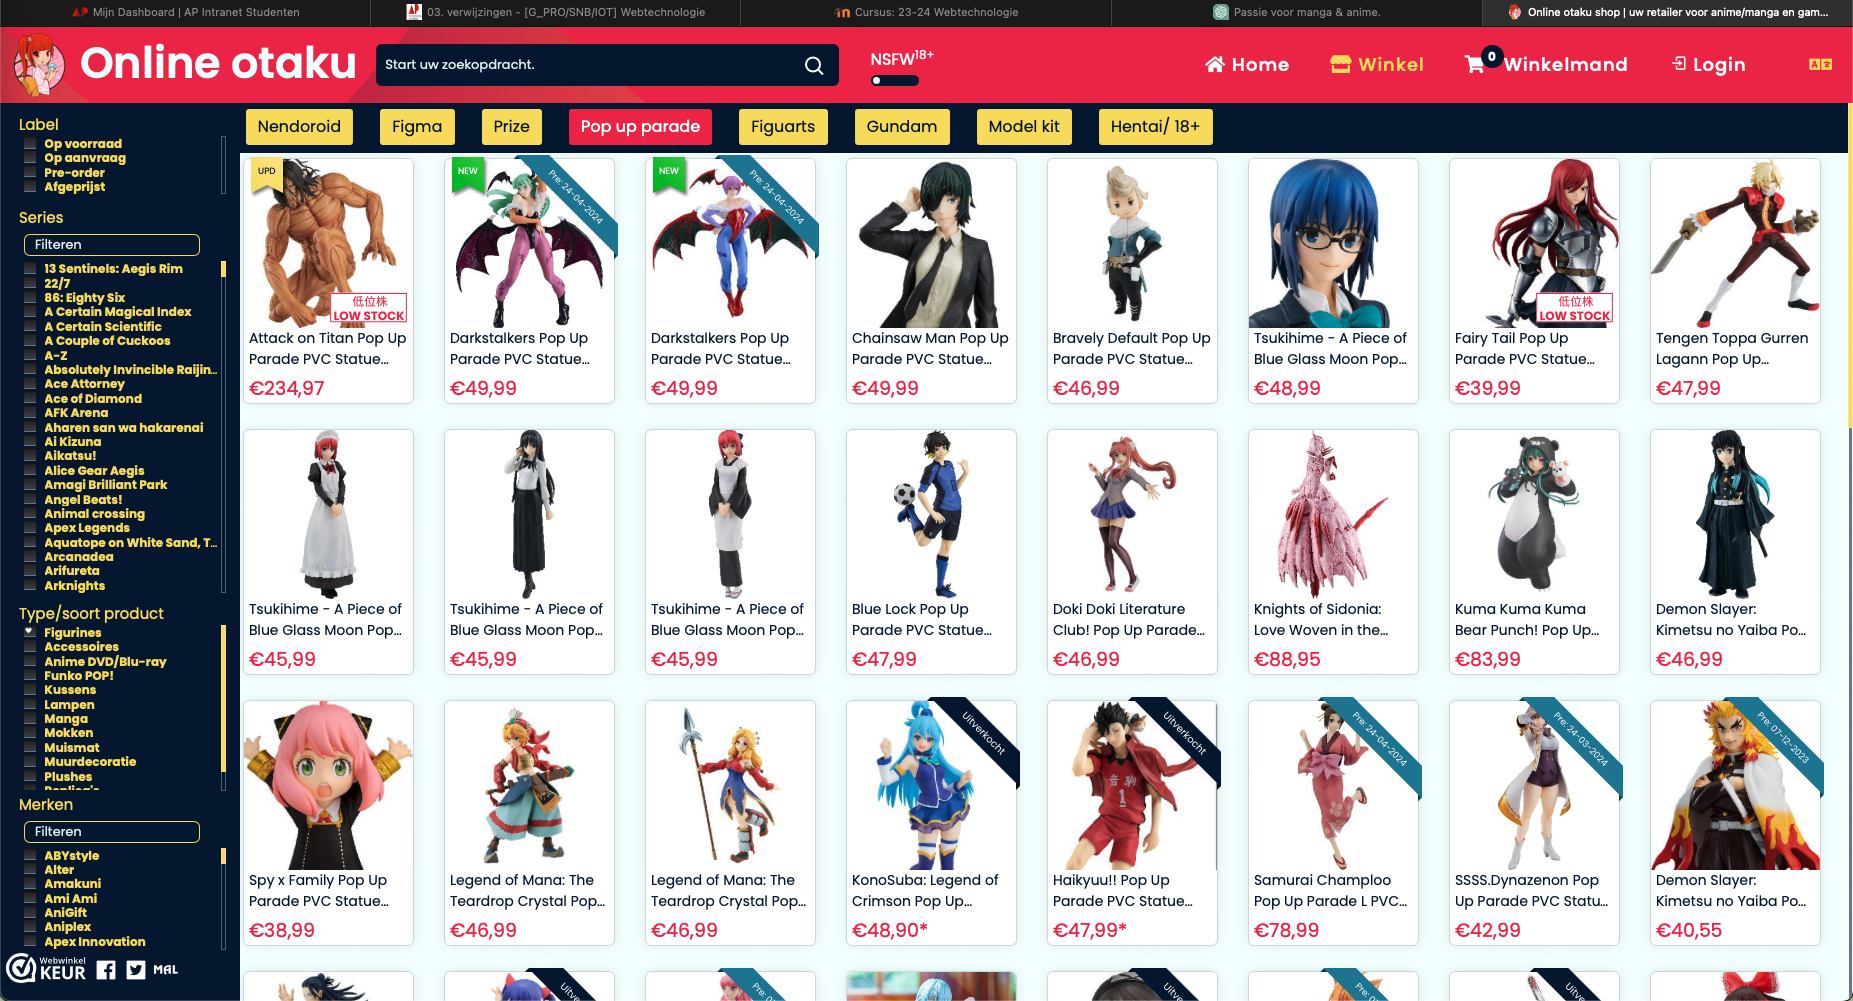 Mijn Dashboard | AP Intranet Studenten
03. verwijzingen - [G_PRO/SNB/IOT] Webtechnologie
Cursus: 23-24 Webtechnologie
Passie voor manga & anime.
Online otaku shop | uw retailer voor anime/manga en gam...
Online otaku
Start uw zoekopdracht.
NSFW18+
Home
Winkel
0
Winkelmand
Login
Nendoroid
Figma
Prize
Pop up parade
Figuarts
Gundam
Model kit
Hentai/ 18+
Label
Op voorraad
Op aanvraag
Pre-order
Afgeprijst
Series
Filteren
13 Sentinels: Aegis Rim
22/7
86: Eighty Six
A Certain Magical Index
A Certain Scientific
A Couple of Cuckoos
A-Z
Absolutely Invincible Raijin...
Ace Attorney
Ace of Diamond
AFK Arena
Aharen san wa hakarenai
Ai Kizuna
Aikatsu!
Alice Gear Aegis
Amagi Brilliant Park
Angel Beats!
Animal crossing
Apex Legends
Aquatope on White Sand, T...
Arcanadea
Arifureta
Arknights
Type/soort product
Figurines
Accessoires
Anime DVD/Blu-ray
Funko POP!
Kussens
Lampen
Manga
Mokken
Muismat
Muurdecoratie
Plushes
Replica's
Merken
Filteren
ABYstyle
Alter
Amakuni
Ami Ami
AniGift
Aniplex
Apex Innovation
Webwinkel
KEUR
MAL
UPD
低位株
LOW STOCK
Attack on Titan Pop Up
Parade PVC Statue...
€234,97
NEW
Pre: 24-04-2024
Darkstalkers Pop Up
Parade PVC Statue...
€49,99
NEW
Pre: 24-04-2024
Darkstalkers Pop Up
Parade PVC Statue...
€49,99
Chainsaw Man Pop Up
Parade PVC Statue...
€49,99
Bravely Default Pop Up
Parade PVC Statue...
€46,99
Tsukihime - A Piece of
Blue Glass Moon Pop...
€48,99
低位株
LOW STOCK
Fairy Tail Pop Up
Parade PVC Statue...
€39,99
Tengen Toppa Gurren
Lagann Pop Up...
€47,99
Tsukihime - A Piece of
Blue Glass Moon Pop...
€45,99
Tsukihime - A Piece of
Blue Glass Moon Pop...
€45,99
Tsukihime - A Piece of
Blue Glass Moon Pop...
€45,99
Blue Lock Pop Up
Parade PVC Statue...
€47,99
Doki Doki Literature
Club! Pop Up Parade...
€46,99
Knights of Sidonia:
Love Woven in the...
€88,95
Kuma Kuma Kuma
Bear Punch! Pop Up...
€83,99
Demon Slayer:
Kimetsu no Yaiba Po...
€46,99
Spy x Family Pop Up
Parade PVC Statue...
€38,99
Legend of Mana: The
Teardrop Crystal Pop...
€46,99
Legend of Mana: The
Teardrop Crystal Pop...
€46,99
Uitverkocht
KonoSuba: Legend of
Crimson Pop Up...
€48,90*
Uitverkocht
音駒
1
Haikyuu!! Pop Up
Parade PVC Statue...
€47,99*
Pre: 24-04-2024
Samurai Champloo
Pop Up Parade L PVC...
€78,99
Pre: 24-03-2024
SSSS.Dynazenon Pop
Up Parade PVC Statu...
€42,99
Pre: 07-12-2023
Demon Slayer:
Kimetsu no Yaiba Po...
€40,55